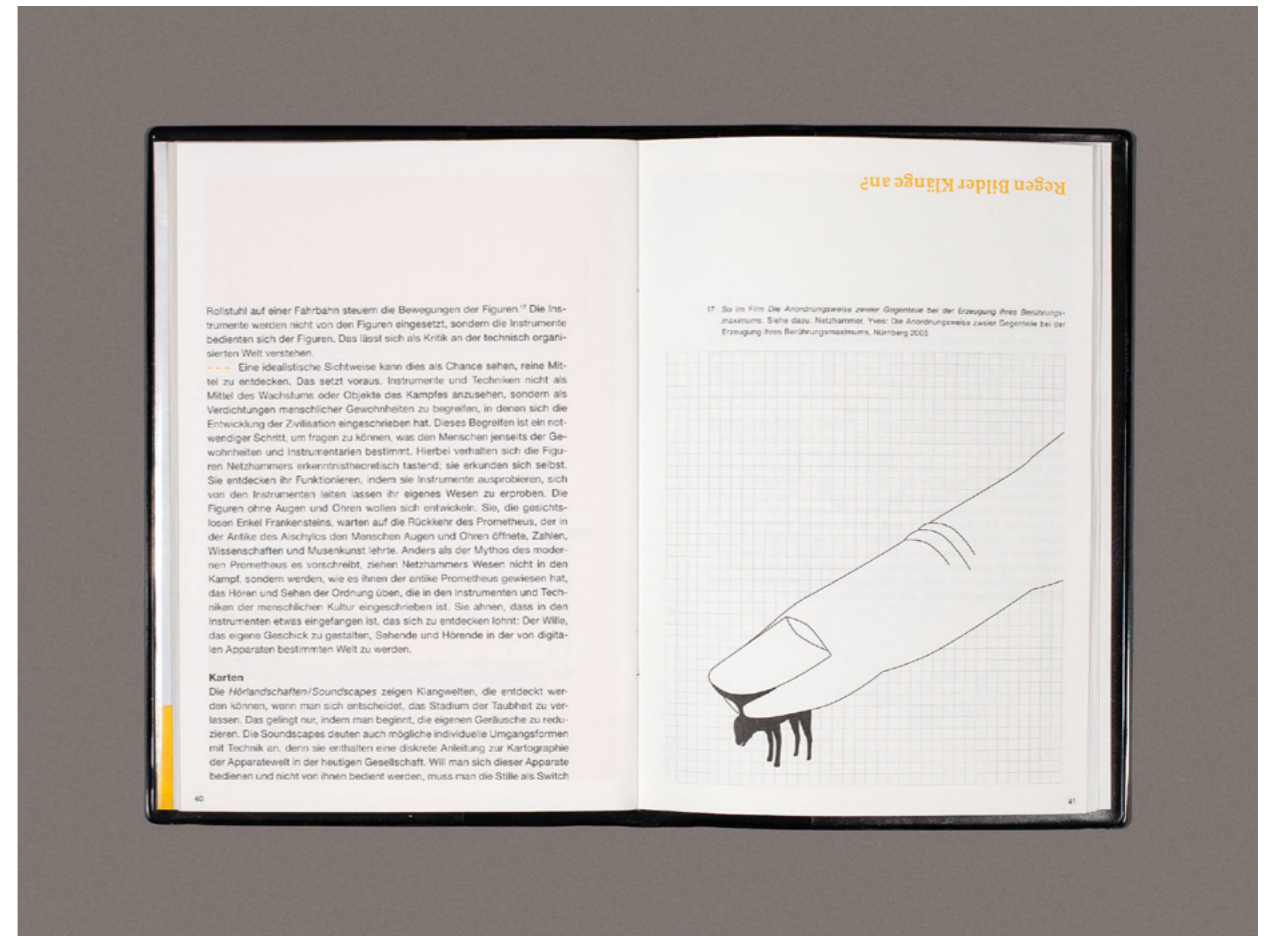 Rollstuhl auf einer Fahrbahn steuern die Bewegungen der Figuren.¹⁷ Die Ins-
trumente werden nicht von den Figuren eingesetzt, sondern die Instrumente
bedienten sich der Figuren. Das lässt sich als Kritik an der technisch organi-
sierten Welt verstehen.
– – – Eine idealistische Sichtweise kann dies als Chance sehen, reine Mit-
tel zu entdecken. Das setzt voraus, Instrumente und Techniken nicht als
Mittel des Wachstums oder Objekte des Kampfes anzusehen, sondern als
Verdichtungen menschlicher Gewohnheiten zu begreifen, in denen sich die
Entwicklung der Zivilisation eingeschrieben hat. Dieses Begreifen ist ein not-
wendiger Schritt, um fragen zu können, was den Menschen jenseits der Ge-
wohnheiten und Instrumentarien bestimmt. Hierbei verhalten sich die Figu-
ren Netzhammers erkenntnistheoretisch tastend; sie erkunden sich selbst.
Sie entdecken ihr Funktionieren, indem sie Instrumente ausprobieren, sich
von den Instrumenten leiten lassen ihr eigenes Wesen zu erproben. Die
Figuren ohne Augen und Ohren wollen sich entwickeln. Sie, die gesichts-
losen Enkel Frankensteins, warten auf die Rückkehr des Prometheus, der in
der Antike des Aischylos den Menschen Augen und Ohren öffnete, Zahlen,
Wissenschaften und Musenkunst lehrte. Anders als der Mythos des moder-
nen Prometheus es vorschreibt, ziehen Netzhammers Wesen nicht in den
Kampf, sondern werden, wie es ihnen der antike Prometheus gewiesen hat,
das Hören und Sehen der Ordnung üben, die in den Instrumenten und Tech-
niken der menschlichen Kultur eingeschrieben ist. Sie ahnen, dass in den
Instrumenten etwas eingefangen ist, das sich zu entdecken lohnt: Der Wille,
das eigene Geschick zu gestalten, Sehende und Hörende in der von digita-
len Apparaten bestimmten Welt zu werden.
Karten
Die Hörlandschaften/Soundscapes zeigen Klangwelten, die entdeckt wer-
den können, wenn man sich entscheidet, das Stadium der Taubheit zu ver-
lassen. Das gelingt nur, indem man beginnt, die eigenen Geräusche zu redu-
zieren. Die Soundscapes deuten auch mögliche individuelle Umgangsformen
mit Technik an, denn sie enthalten eine diskrete Anleitung zur Kartographie
der Apparatewelt in der heutigen Gesellschaft. Will man sich dieser Apparate
bedienen und nicht von ihnen bedient werden, muss man die Stille als Switch
40
Regen Bilder Klänge an?
17. So im Film Die Anordnungsweise zweier Gegenteile bei der Erzeugung ihres Berührungs-
maximums. Siehe dazu: Netzhammer, Yves: Die Anordnungsweise zweier Gegenteile bei der
Erzeugung ihres Berührungsmaximums, Nürnberg 2005
41